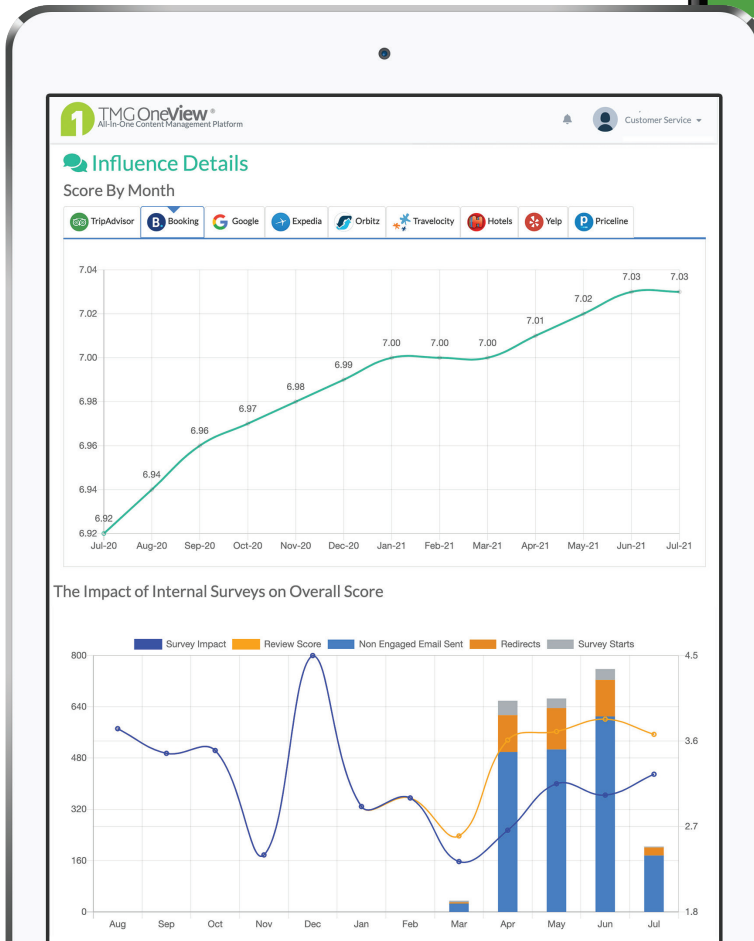 1 TMG OneView®
All-In-One Content Management Platform
Customer Service
Influence Details
Score By Month
TripAdvisor B. Booking G Google Expedia Orbitz Travelocity H Hotels Yelp p Priceline
7.04
7.03 7.03
7.02
7.02
7.01
7.00 7.00 7.00
7.00
6.99
6.98
6.98
6.97
6.96
6.96
6.94
6.94
6.92
6.92
Jul-20 Aug-20 Sep-20 Oct-20 Nov-20 Dec-20 Jan-21 Feb-21 Mar-21 Apr-21 May-21 Jun-21 Jul-21
The Impact of Internal Surveys on Overall Score
Survey Impact Review Score Non Engaged Email Sent Redirects Survey Starts
800 4.5
640
3.6
480
320
2.7
160
0 1.8
Aug Sep Oct Nov Dec Jan Feb Mar Apr May Jun Jul